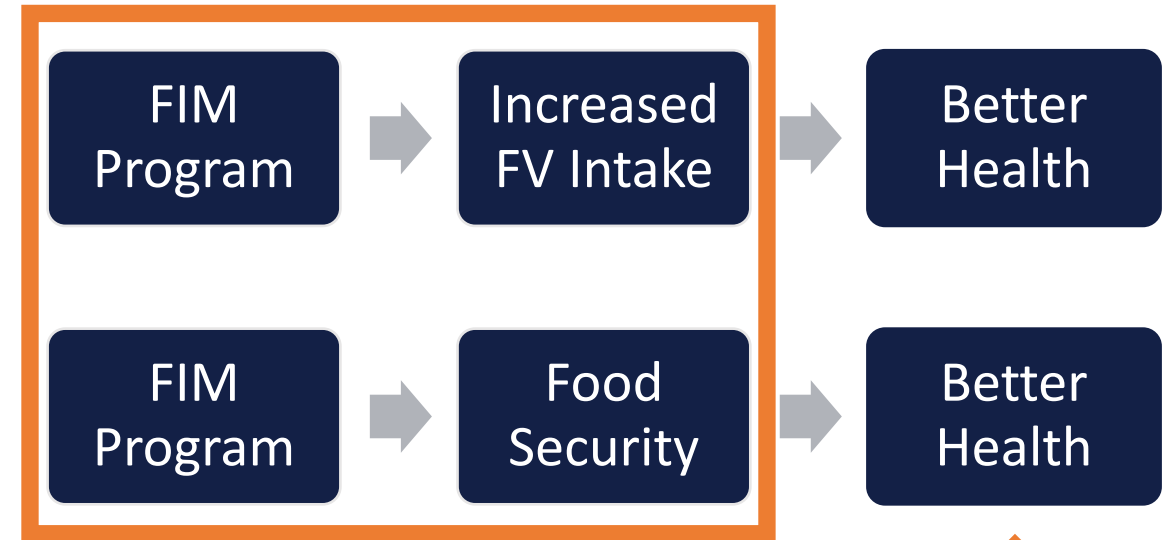 FIM
Program
Increased
FV Intake
Better
Health
FIM
Program
Food
Security
Better
Health